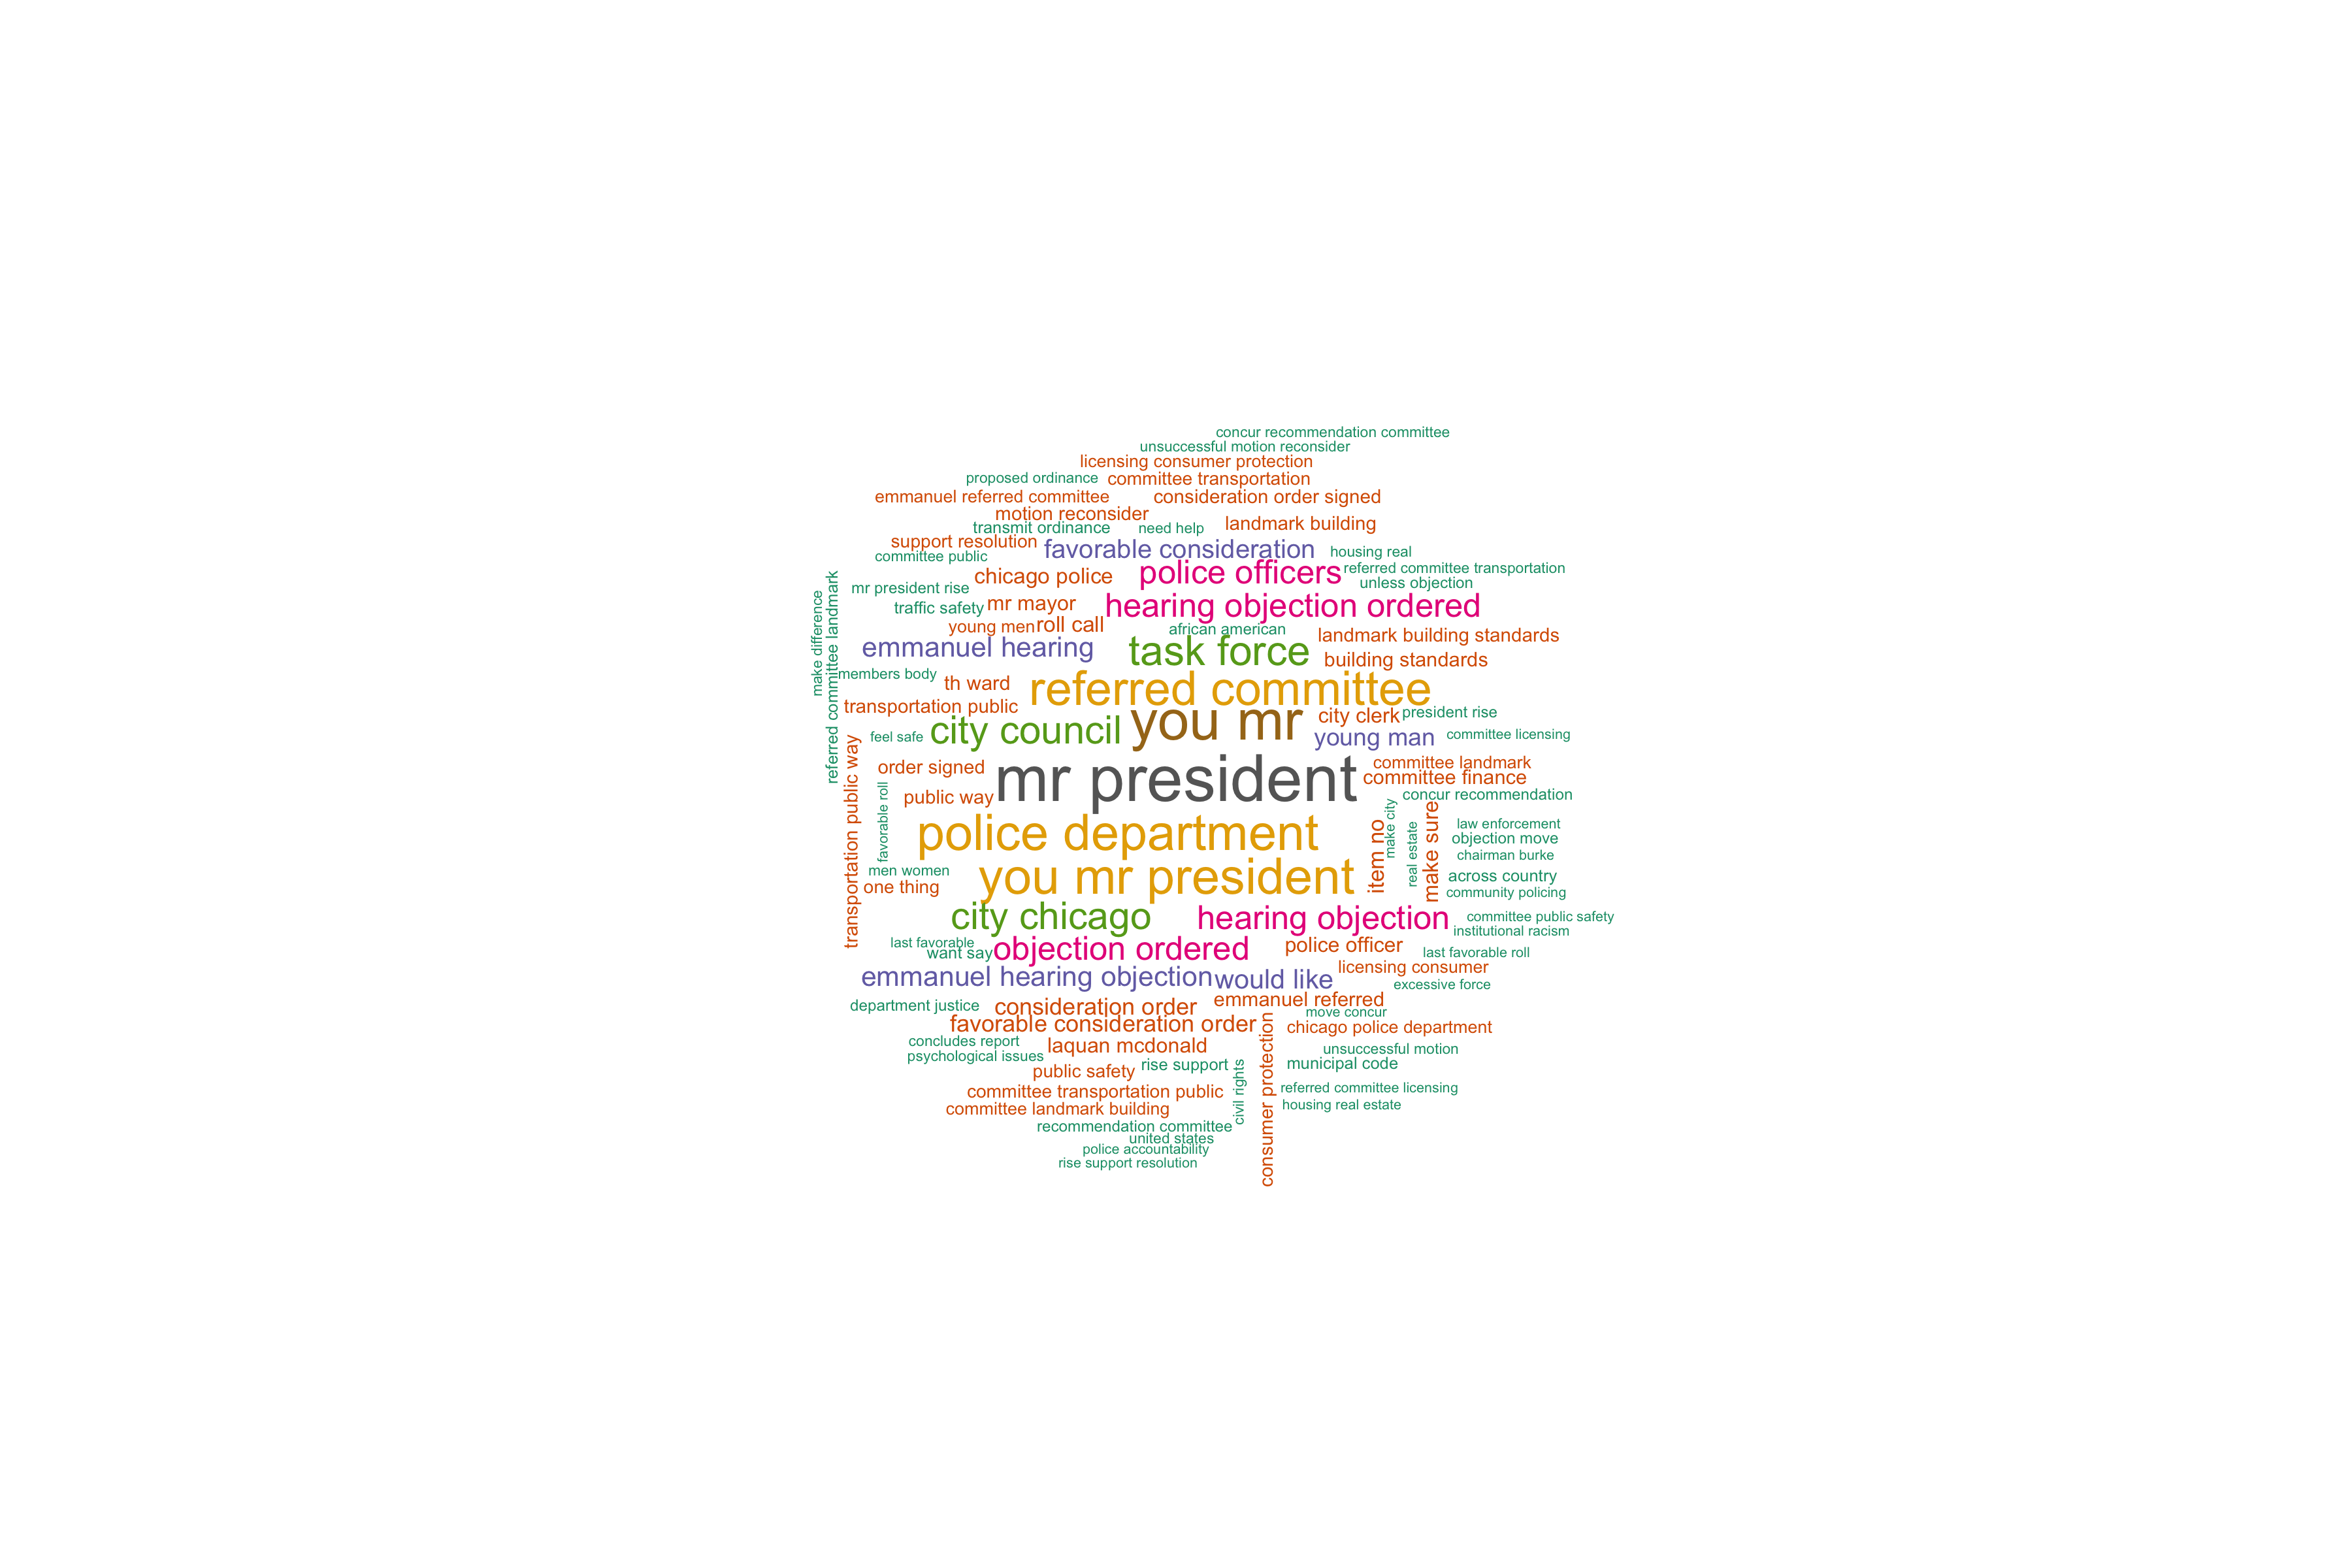 concur recommendation committee
unsuccessful motion reconsider
licensing consumer protection
proposed ordinance
committee transportation
emmanuel referred committee
consideration order signed
motion reconsider
landmark building
transmit ordinance
need help
support resolution
favorable consideration
housing real
committee public
police officers
referred committee transportation
chicago police
unless objection
mr president rise
hearing objection ordered
traffic safety
mr mayor
make difference
referred committee landmark
young men
roll call
african american
landmark building standards
emmanuel hearing
task force
building standards
members body
th ward
referred committee
transportation public
you mr
city clerk
president rise
city council
young man
committee licensing
feel safe
transportation public way
order signed
mr president
committee landmark
committee finance
public way
concur recommendation
favorable roll
police department
item no
make city
real estate
make sure
law enforcement
objection move
chairman burke
men women
one thing
you mr president
across country
community policing
city chicago
hearing objection
committee public safety
institutional racism
last favorable
want say
objection ordered
police officer
last favorable roll
emmanuel hearing objection
would like
licensing consumer
excessive force
department justice
consideration order
emmanuel referred
move concur
favorable consideration order
chicago police department
concludes report
laquan mcdonald
unsuccessful motion
psychological issues
rise support
municipal code
public safety
civil rights
consumer protection
committee transportation public
referred committee licensing
committee landmark building
housing real estate
recommendation committee
united states
police accountability
rise support resolution